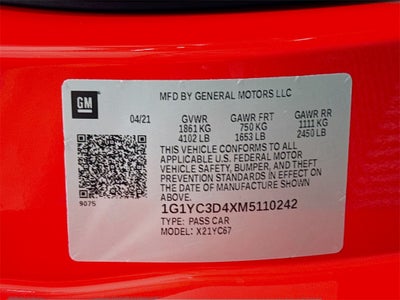 GM
MFD BY GENERAL MOTORS LLC
04/21 GVWR GAWR FRT GAWR RR
1861 KG 750 KG 1111 KG
4102 LB 1653 LB 2450 LB
THIS VEHICLE CONFORMS TO ALL
APPLICABLE U.S. FEDERAL MOTOR
VEHICLE SAFETY, BUMPER, AND THEFT
PREVENTION STANDARDS IN EFFECT ON
THE DATE OF MANUFACTURE SHOWN
ABOVE.
9075
1G1YC3D4XM5110242
TYPE: PASS CAR
MODEL: X21YC67